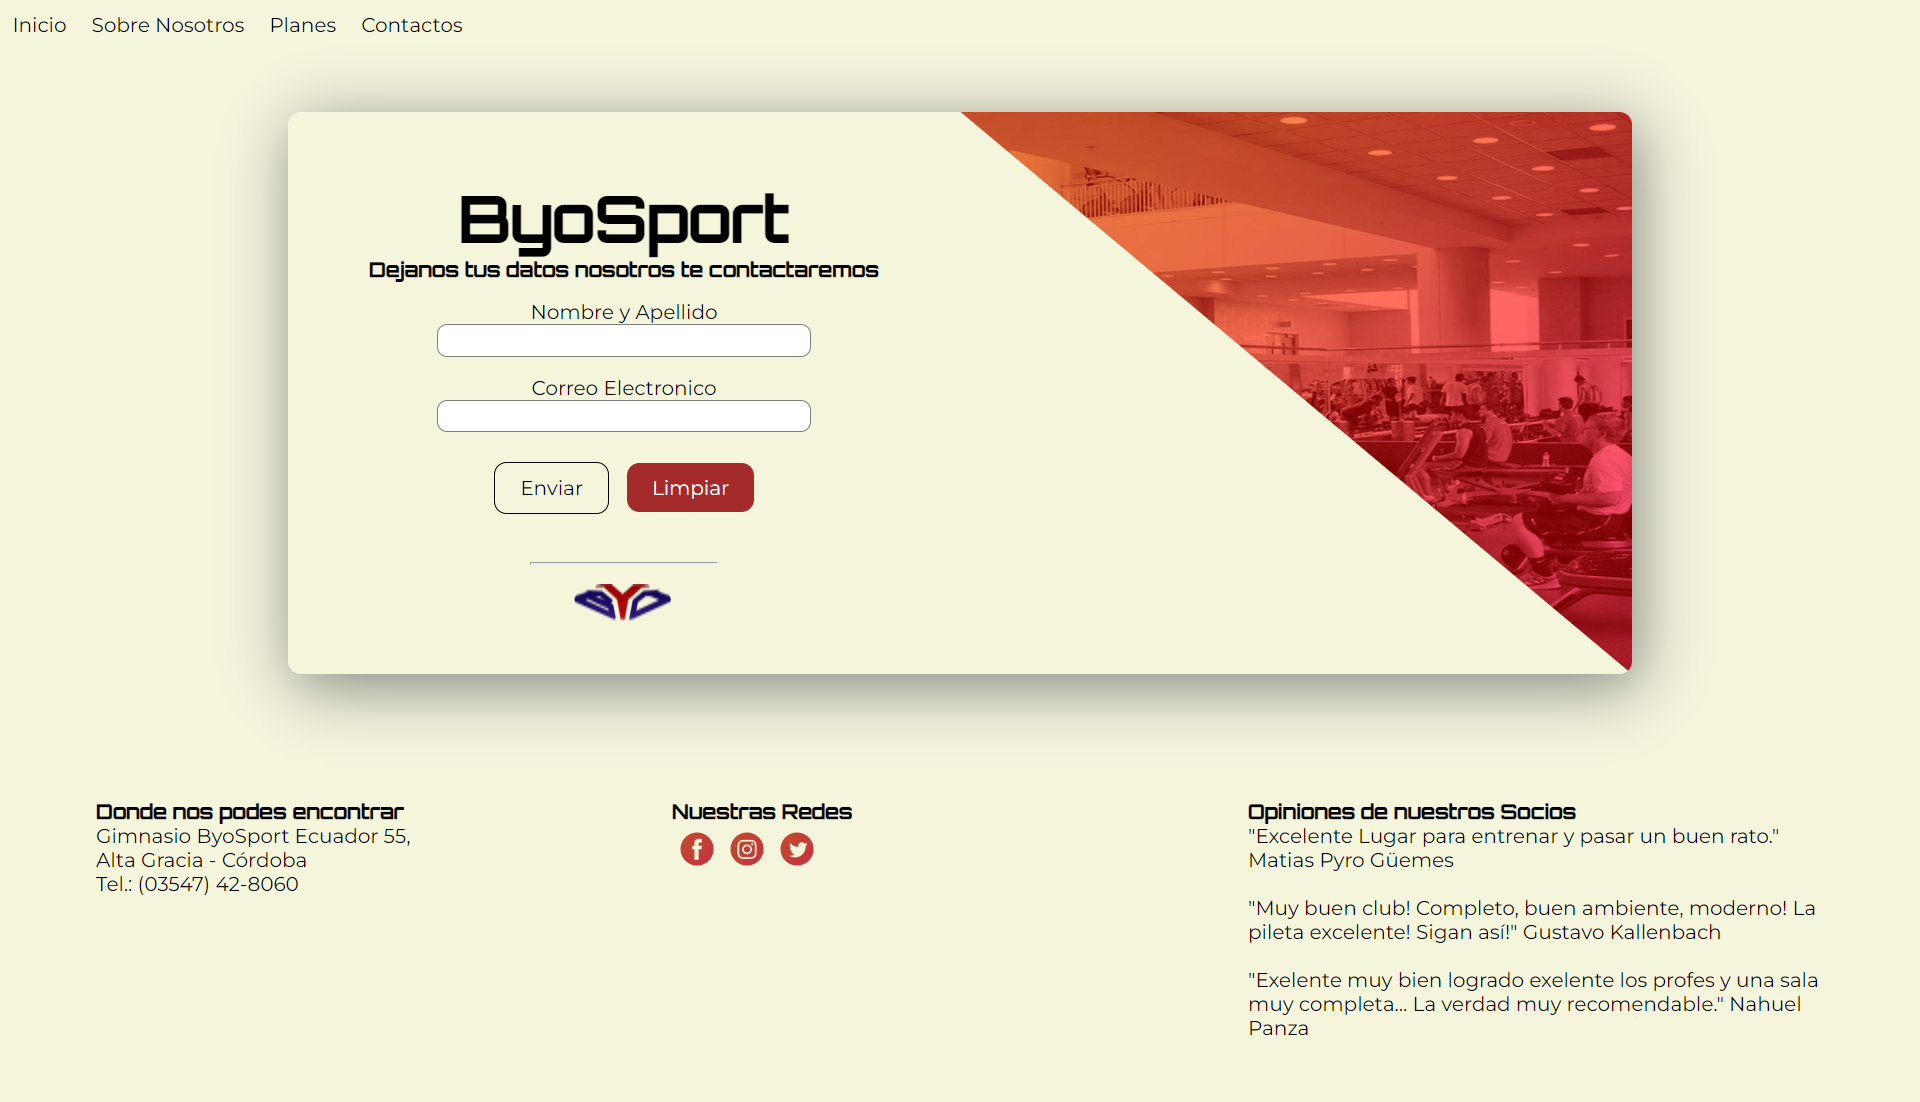 Inicio Sobre Nosotros Planes Contactos
ByoSport
Dejanos tus datos nosotros te contactaremos
Nombre y Apellido
Correo Electronico
Enviar Limpiar
BYO
Donde nos podes encontrar
Gimnasio ByoSport Ecuador 55,
Alta Gracia - Córdoba
Tel.: (03547) 42-8060
Nuestras Redes
Opiniones de nuestros Socios
"Excelente Lugar para entrenar y pasar un buen rato."
Matias Pyro Güemes
"Muy buen club! Completo, buen ambiente, moderno! La
pileta excelente! Sigan así!" Gustavo Kallenbach
"Exelente muy bien logrado exelente los profes y una sala
muy completa... La verdad muy recomendable." Nahuel
Panza